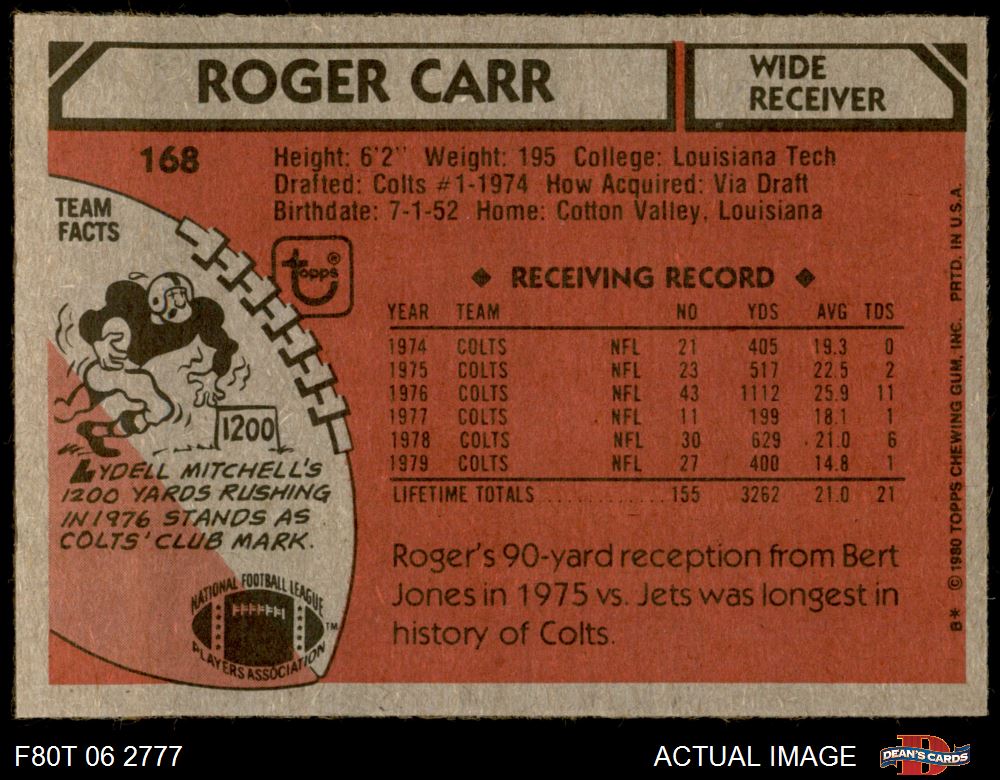 ROGER CARR
WIDE
RECEIVER
168
Height: 6'2" Weight: 195 College: Louisiana Tech
Drafted: Colts #1-1974 How Acquired: Via Draft
Birthdate: 7-1-52 Home: Cotton Valley, Louisiana
TEAM
FACTS
topps®
1200
LYDELL MITCHELL'S
1200 YARDS RUSHING
IN 1976 STANDS AS
COLTS' CLUB MARK.
NATIONAL FOOTBALL LEAGUE
PLAYERS ASSOCIATION
TM
◆ RECEIVING RECORD ◆
YEAR TEAM NO YDS AVG TDS
1974 COLTS NFL 21 405 19.3 0
1975 COLTS NFL 23 517 22.5 2
1976 COLTS NFL 43 1112 25.9 11
1977 COLTS NFL 11 199 18.1 1
1978 COLTS NFL 30 629 21.0 6
1979 COLTS NFL 27 400 14.8 1
LIFETIME TOTALS ............ 155 3262 21.0 21
Roger's 90-yard reception from Bert
Jones in 1975 vs. Jets was longest in
history of Colts.
B* © 1980 TOPPS CHEWING GUM, INC. PRTD. IN U.S.A.
F80T 06 2777
ACTUAL IMAGE
D
DEAN'S CARDS